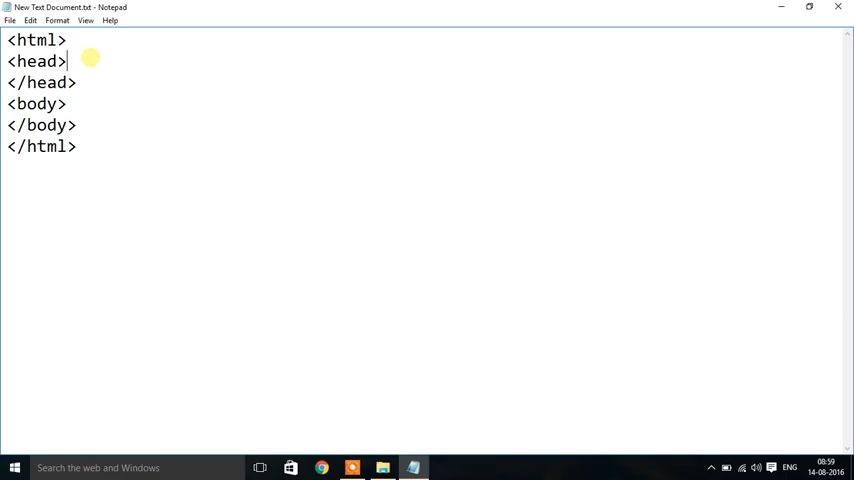 New Text Document.txt - Notepad
File Edit Format View Help
<html>
<head>
</head>
<body>
</body>
</html>
Search the web and Windows
ENG
08:59
14-08-2016